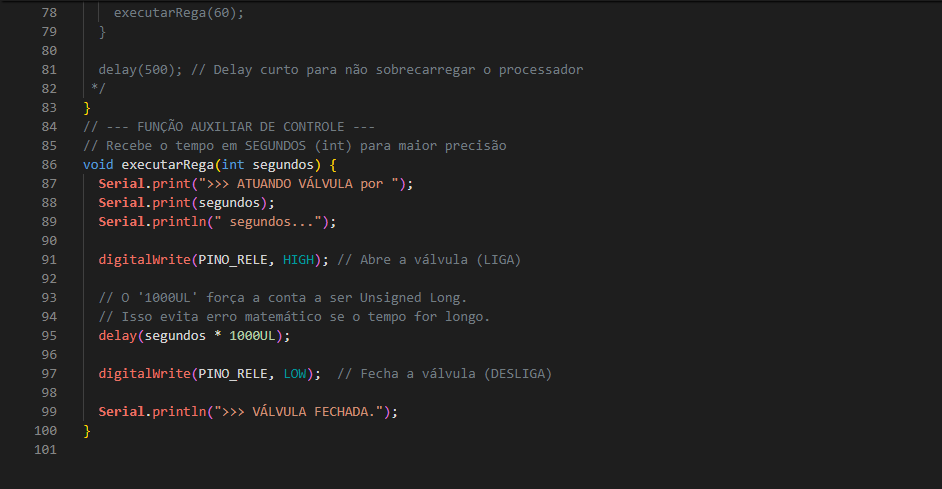 78 executarRega(60);
79 }
80
81 delay(500); // Delay curto para não sobrecarregar o processador
82 */
83 }
84 // --- FUNÇÃO AUXILIAR DE CONTROLE ---
85 // Recebe o tempo em SEGUNDOS (int) para maior precisão
86 void executarRega(int segundos) {
87 Serial.print(">>> ATUANDO VÁLVULA por ");
88 Serial.print(segundos);
89 Serial.println(" segundos...");
90
91 digitalWrite(PINO_RELE, HIGH); // Abre a válvula (LIGA)
92
93 // O '1000UL' força a conta a ser Unsigned Long.
94 // Isso evita erro matemático se o tempo for longo.
95 delay(segundos * 1000UL);
96
97 digitalWrite(PINO_RELE, LOW);  // Fecha a válvula (DESLIGA)
98
99 Serial.println(">>> VÁLVULA FECHADA.");
100 }
101